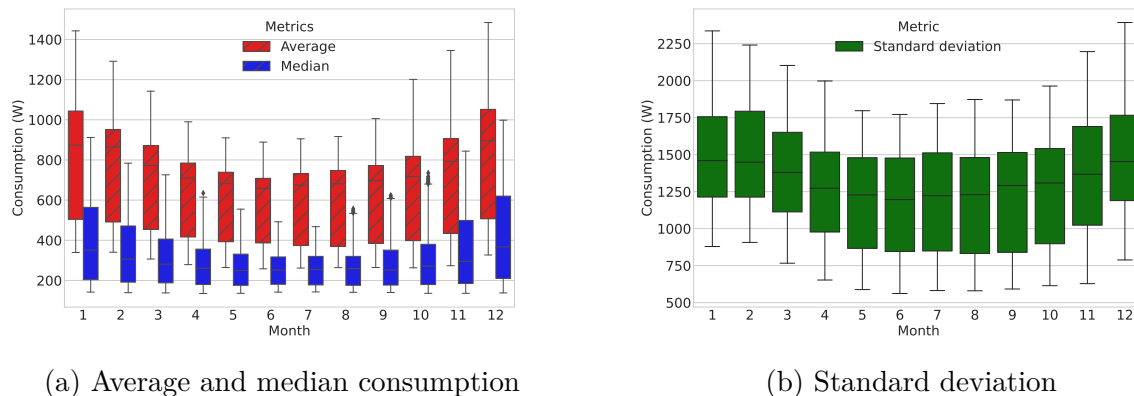 Metrics
Average
Median
1400
1200
1000
800
600
400
200
Consumption (W)
1 2 3 4 5 6 7 8 9 10 11 12
Month
(a) Average and median consumption
Metric
Standard deviation
2250
2000
1750
1500
1250
1000
750
500
Consumption (W)
1 2 3 4 5 6 7 8 9 10 11 12
Month
(b) Standard deviation